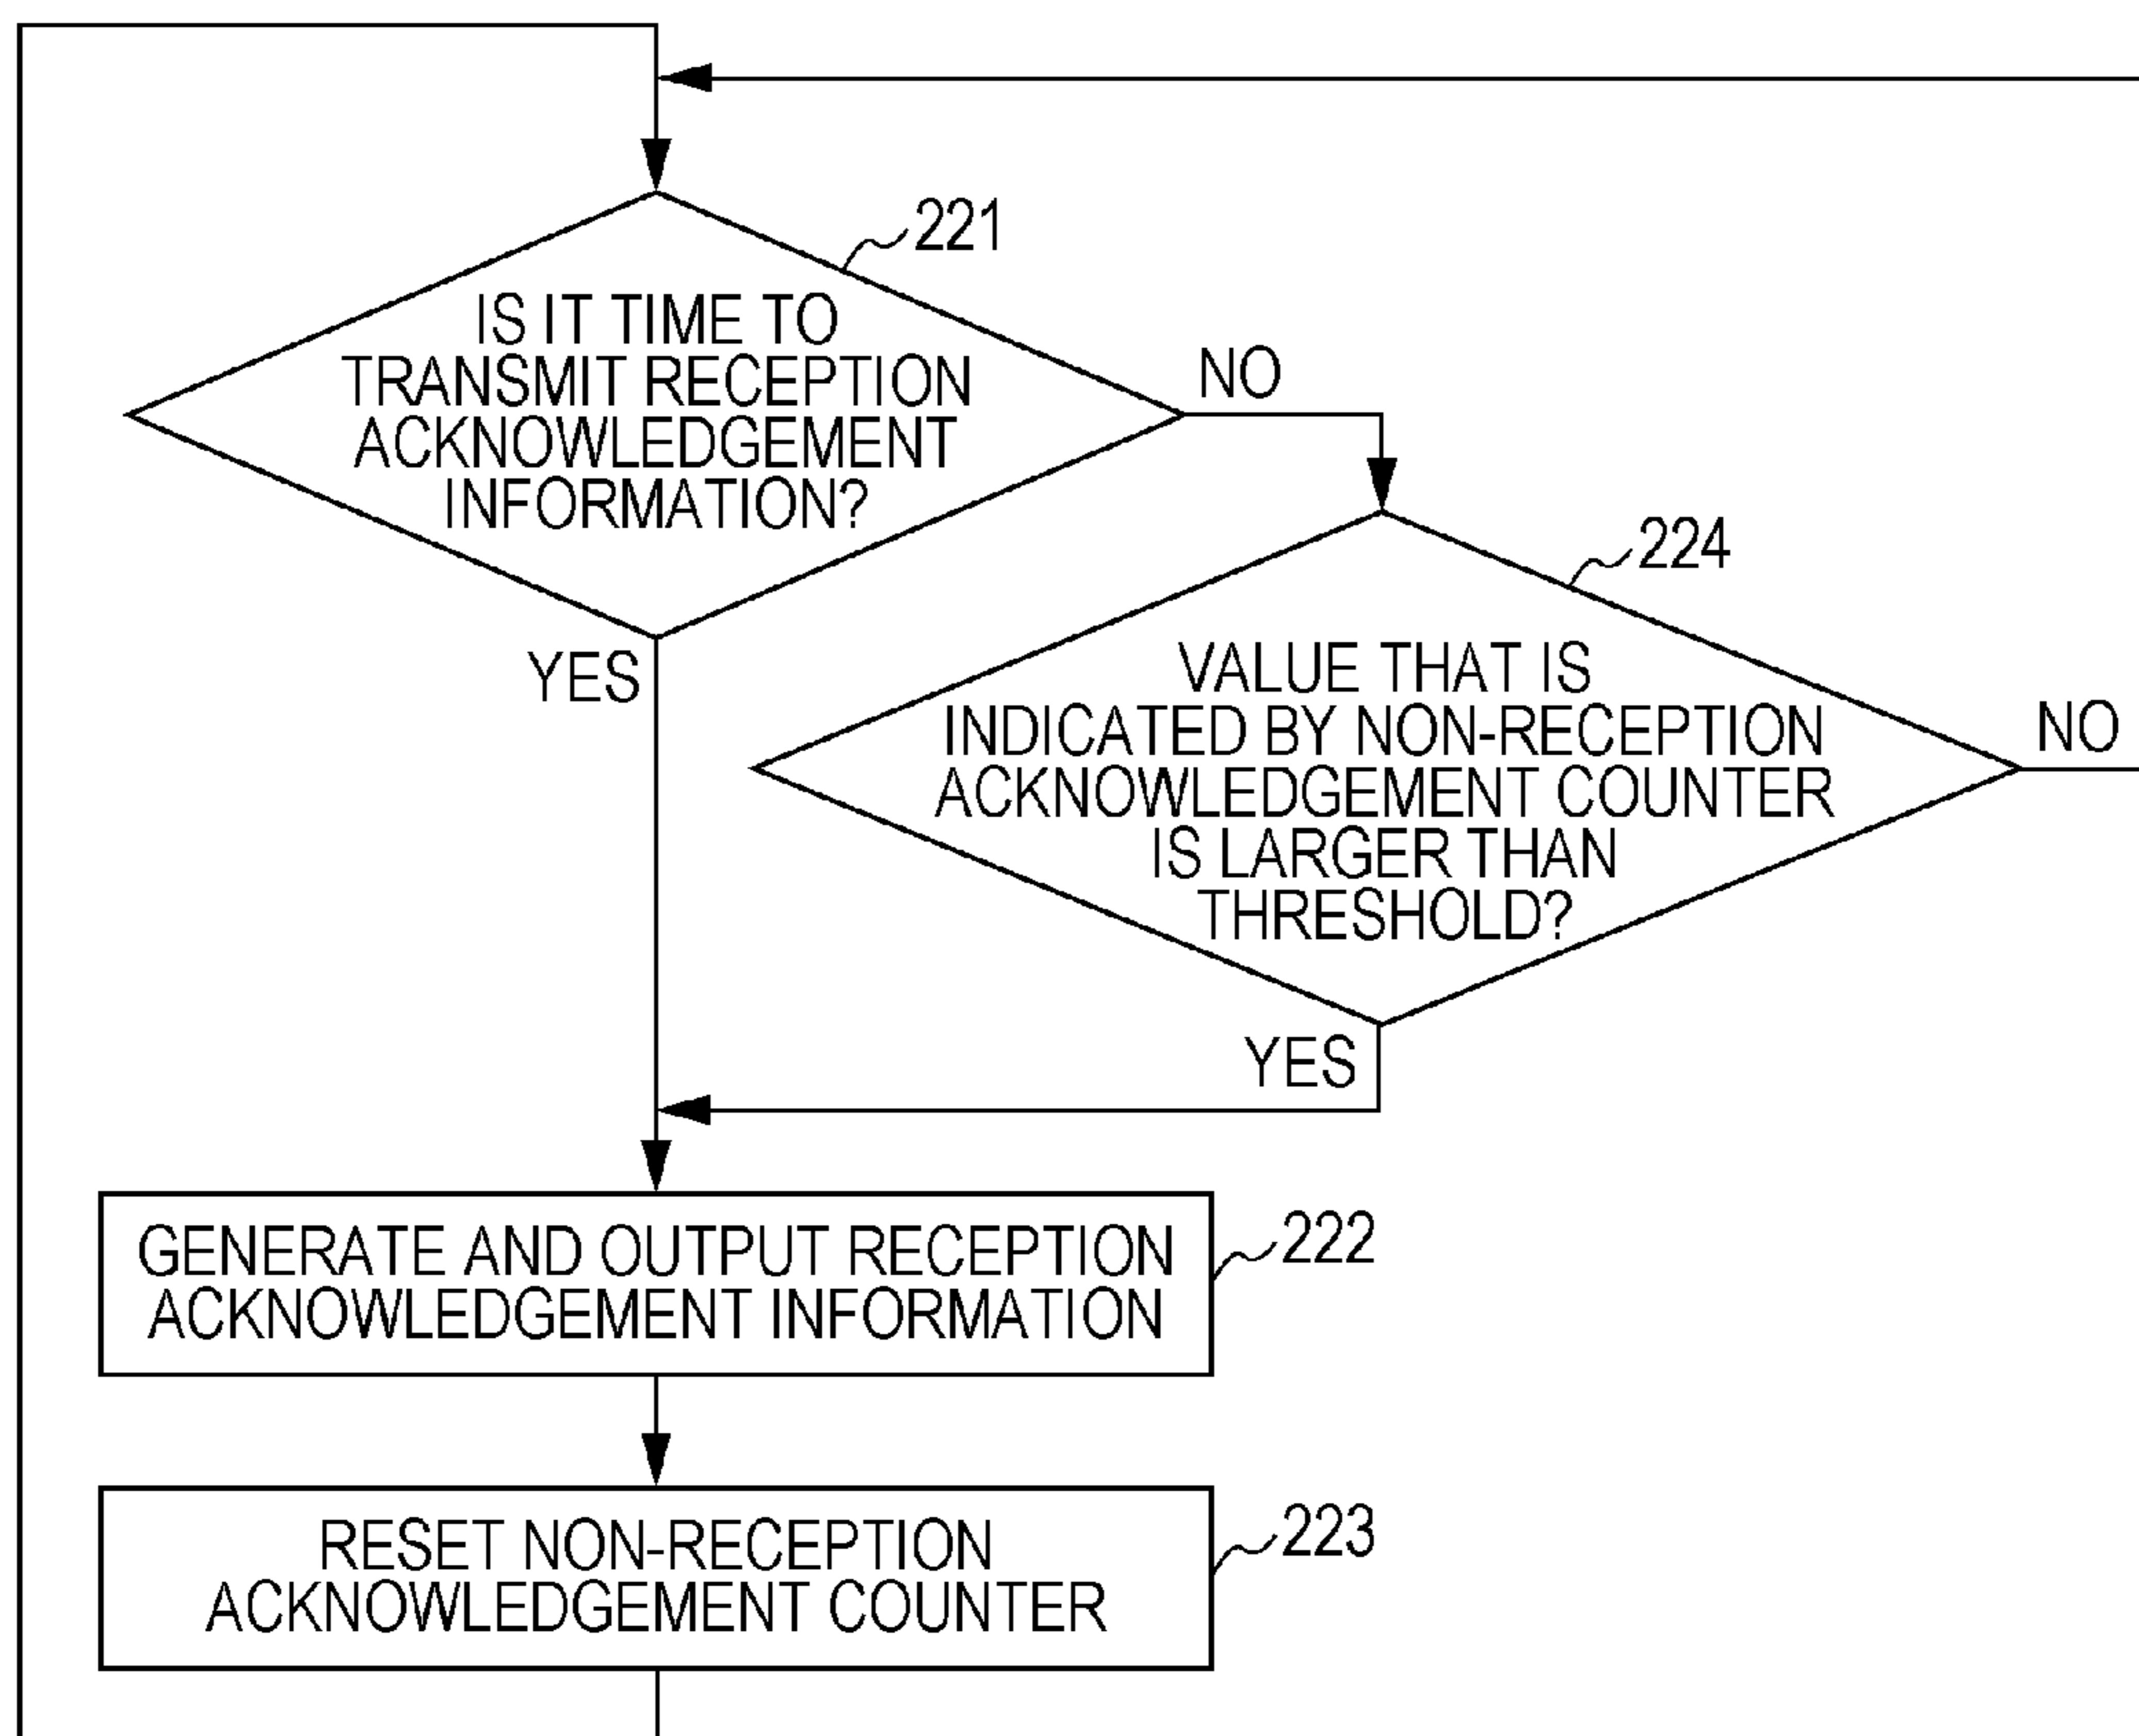 221
IS IT TIME TO
TRANSMIT RECEPTION
ACKNOWLEDGEMENT
INFORMATION?
NO
YES
224
VALUE THAT IS
INDICATED BY NON-RECEPTION
ACKNOWLEDGEMENT COUNTER
IS LARGER THAN
THRESHOLD?
NO
YES
222
GENERATE AND OUTPUT RECEPTION
ACKNOWLEDGEMENT INFORMATION
223
RESET NON-RECEPTION
ACKNOWLEDGEMENT COUNTER